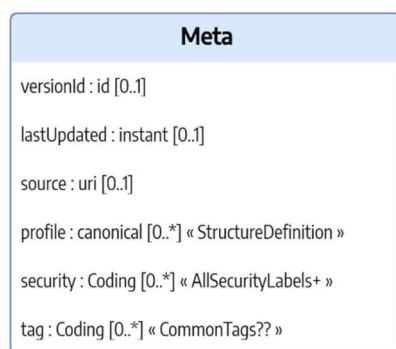 Meta
versionId : id [0..1]
lastUpdated : instant [0..1]
source : uri [0..1]
profile : canonical [0..*] « StructureDefinition »
security : Coding [0..*] « AllSecurityLabels+ »
tag : Coding [0..*] « CommonTags?? »